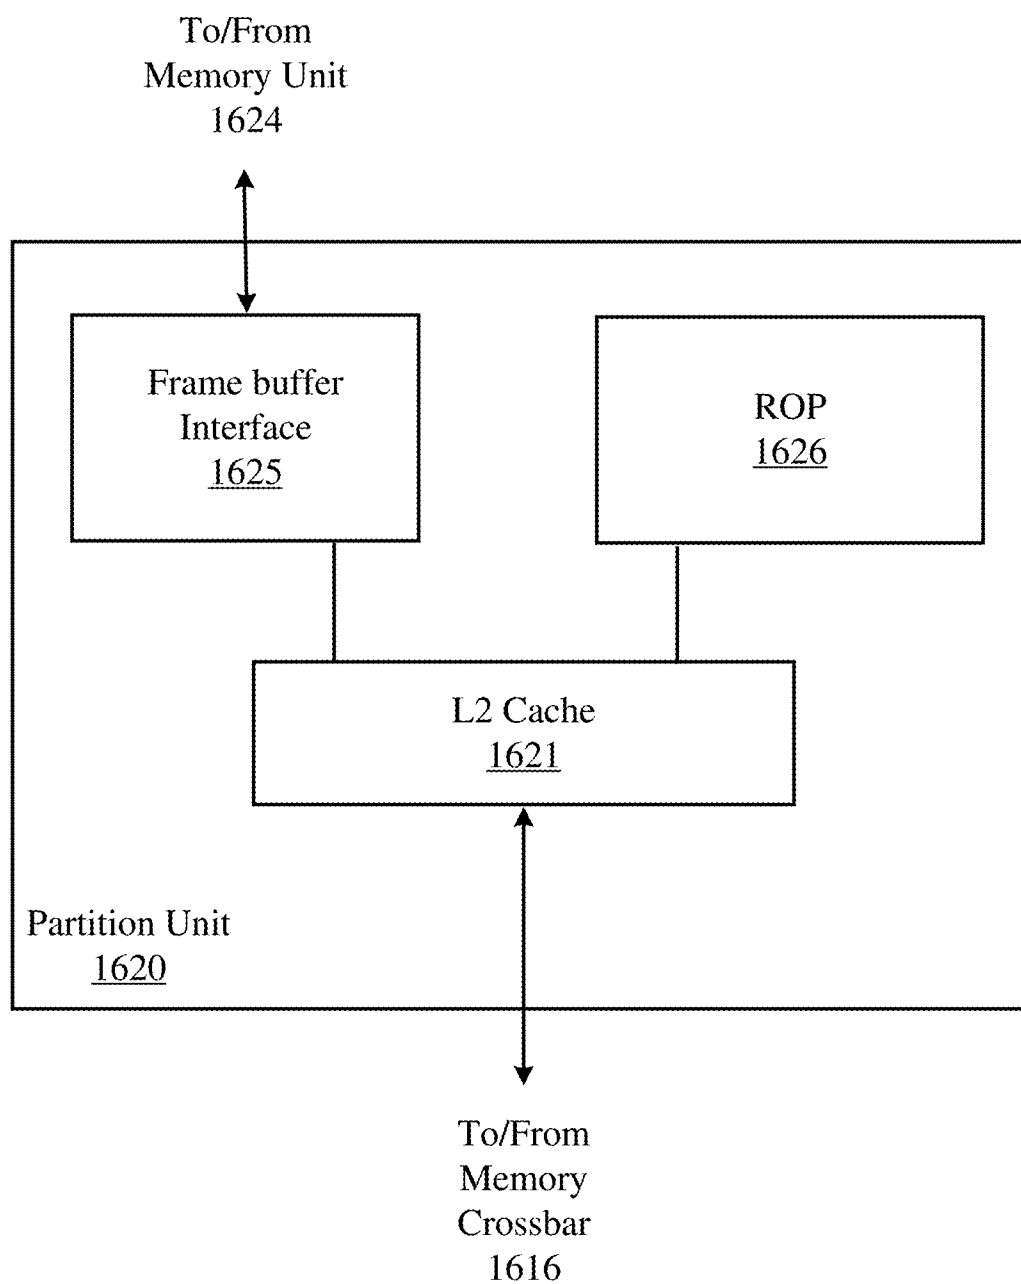 To/From
Memory Unit
1624
Frame buffer
Interface
1625
ROP
1626
L2 Cache
1621
Partition Unit
1620
To/From
Memory
Crossbar
1616